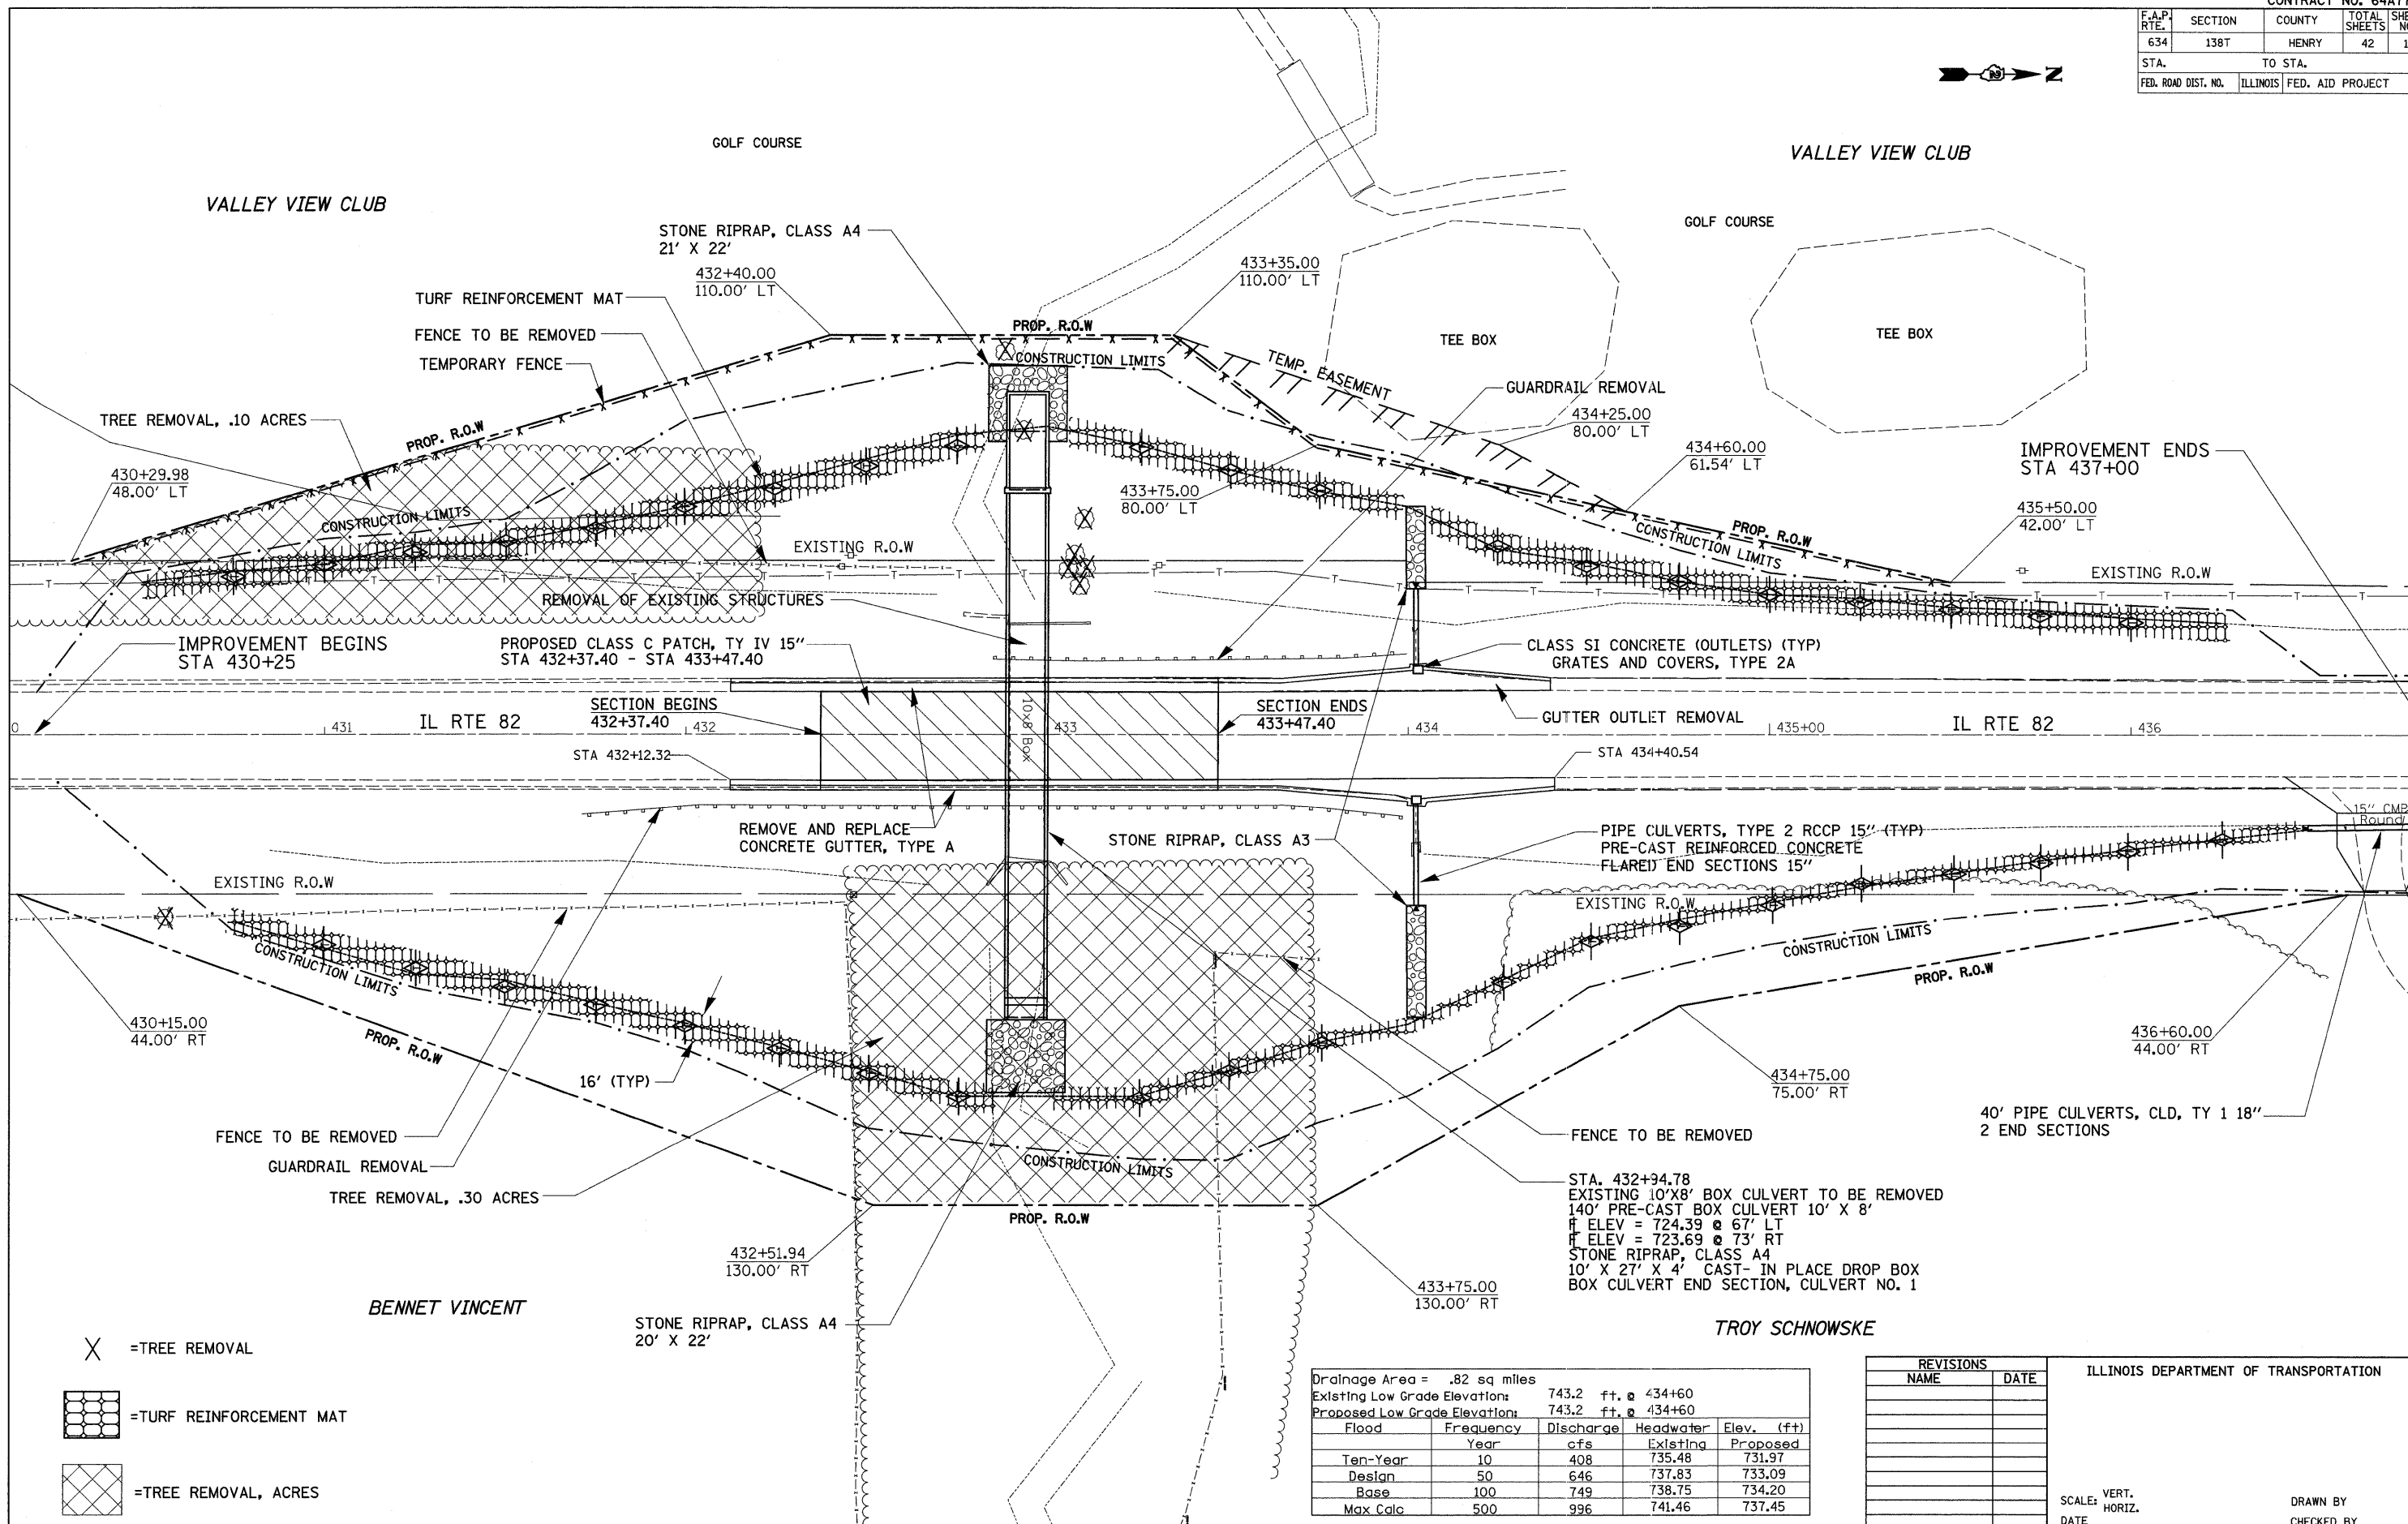 CONTRACT NO. 64A
F.A.P. RTE. SECTION COUNTY TOTAL SHEETS
634 138T HENRY 42
STA. TO STA.
FED. ROAD DIST. NO. ILLINOIS FED. AID PROJECT
N
GOLF COURSE
VALLEY VIEW CLUB
VALLEY VIEW CLUB
GOLF COURSE
STONE RIPRAP, CLASS A4
21' X 22'
432+40.00
110.00' LT
433+35.00
110.00' LT
TURF REINFORCEMENT MAT
FENCE TO BE REMOVED
TEMPORARY FENCE
PROP. R.O.W
CONSTRUCTION LIMITS
TEE BOX
TEE BOX
TEMP. EASEMENT
GUARDRAIL REMOVAL
434+25.00
80.00' LT
TREE REMOVAL, .10 ACRES
PROP. R.O.W
434+60.00
61.54' LT
IMPROVEMENT ENDS
STA 437+00
430+29.98
48.00' LT
433+75.00
80.00' LT
435+50.00
42.00' LT
CONSTRUCTION LIMITS
PROP. R.O.W
CONSTRUCTION LIMITS
EXISTING R.O.W
EXISTING R.O.W
REMOVAL OF EXISTING STRUCTURES
IMPROVEMENT BEGINS
STA 430+25
PROPOSED CLASS C PATCH, TY IV 15"
STA 432+37.40 - STA 433+47.40
CLASS SI CONCRETE (OUTLETS) (TYP)
GRATES AND COVERS, TYPE 2A
SECTION BEGINS
432+37.40
SECTION ENDS
433+47.40
GUTTER OUTLET REMOVAL
10x8 Box
0 431 IL RTE 82 432 433 434 435+00 IL RTE 82 436
STA 432+12.32
STA 434+40.54
REMOVE AND REPLACE
CONCRETE GUTTER, TYPE A
STONE RIPRAP, CLASS A3
PIPE CULVERTS, TYPE 2 RCCP 15" (TYP)
PRE-CAST REINFORCED CONCRETE
FLARED END SECTIONS 15"
15" CMP
Round
EXISTING R.O.W
EXISTING R.O.W
CONSTRUCTION LIMITS
CONSTRUCTION LIMITS
PROP. R.O.W
430+15.00
44.00' RT
PROP. R.O.W
436+60.00
44.00' RT
16' (TYP)
434+75.00
75.00' RT
40' PIPE CULVERTS, CLD, TY 1 18"
2 END SECTIONS
FENCE TO BE REMOVED
FENCE TO BE REMOVED
GUARDRAIL REMOVAL
CONSTRUCTION LIMITS
TREE REMOVAL, .30 ACRES
PROP. R.O.W
STA. 432+94.78
EXISTING 10'X8' BOX CULVERT TO BE REMOVED
140' PRE-CAST BOX CULVERT 10' X 8'
FL ELEV = 724.39 @ 67' LT
FL ELEV = 723.69 @ 73' RT
STONE RIPRAP, CLASS A4
10' X 27' X 4' CAST- IN PLACE DROP BOX
BOX CULVERT END SECTION, CULVERT NO. 1
432+51.94
130.00' RT
433+75.00
130.00' RT
BENNET VINCENT
STONE RIPRAP, CLASS A4
20' X 22'
TROY SCHNOWSKE
=TREE REMOVAL
=TURF REINFORCEMENT MAT
=TREE REMOVAL, ACRES
Drainage Area = .82 sq miles
Existing Low Grade Elevation: 743.2 ft. @ 434+60
Proposed Low Grade Elevation: 743.2 ft. @ 434+60
Flood Frequency Discharge Headwater Elev. (ft)
Year cfs Existing Proposed
Ten-Year 10 408 735.48 731.97
Design 50 646 737.83 733.09
Base 100 749 738.75 734.20
Max Calc 500 996 741.46 737.45
REVISIONS
NAME DATE
ILLINOIS DEPARTMENT OF TRANSPORTATION
SCALE: VERT.
HORIZ.
DATE
DRAWN BY
CHECKED BY